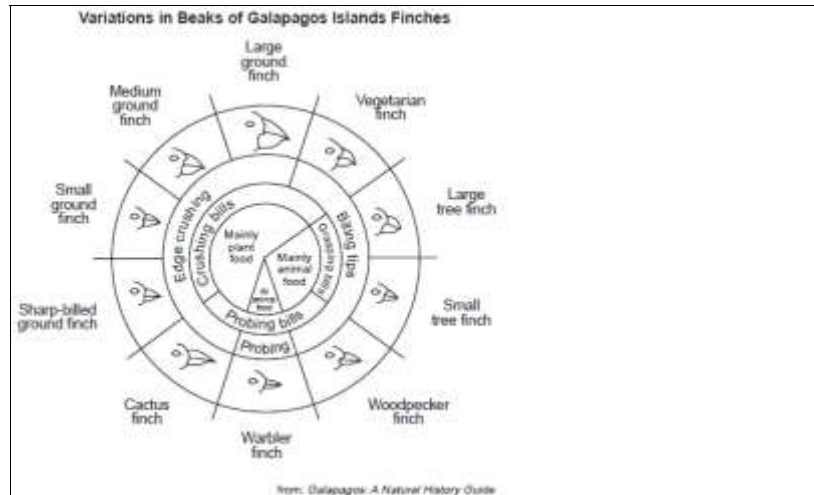 Variations in Beaks of Galapagos Islands Finches
Large
ground
finch
Medium
ground
finch
Vegetarian
finch
Small
ground
finch
Large
tree finch
Edge crushing
Crushing bills
Biting tips
Grasping bills
Mainly
plant
food
Mainly
animal
food
animal
food
Probing bills
Probing
Sharp-billed
ground finch
Small
tree finch
Cactus
finch
Woodpecker
finch
Warbler
finch
from: Galapagos: A Natural History Guide